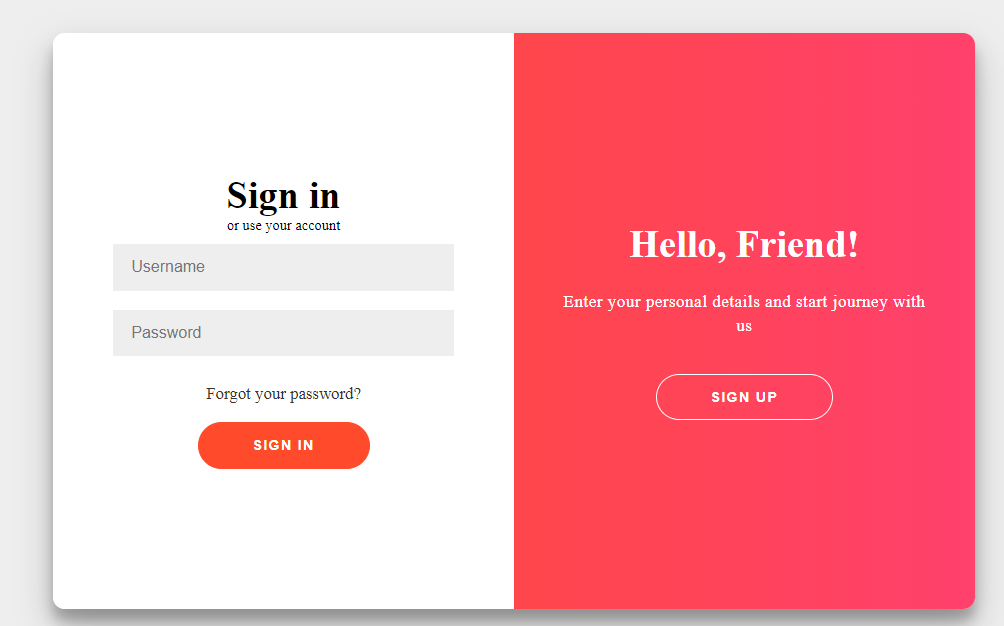 Sign in
or use your account
Username
Password
Forgot your password?
SIGN IN
Hello, Friend!
Enter your personal details and start journey with
us
SIGN UP